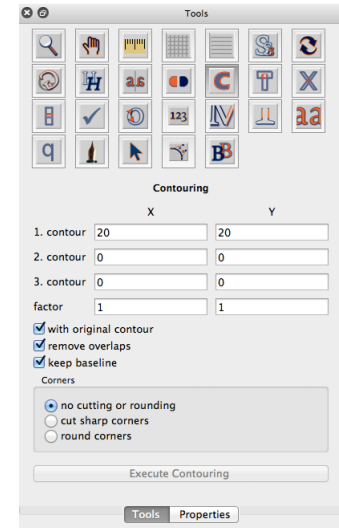 Tools
123
Contouring
X Y
1. contour 20 20
2. contour 0 0
3. contour 0 0
factor 1 1
with original contour
remove overlaps
keep baseline
Corners
no cutting or rounding
cut sharp corners
round corners
Execute Contouring
Tools Properties